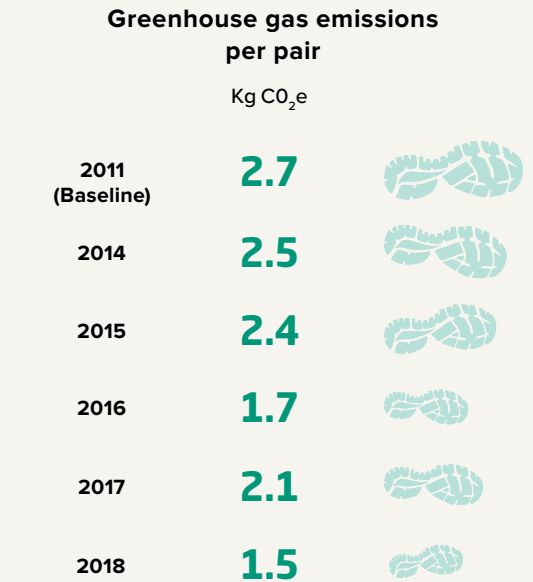 Greenhouse gas emissions
per pair
Kg C0₂e
2011 2.7
(Baseline)
2014 2.5
2015 2.4
2016 1.7
2017 2.1
2018 1.5